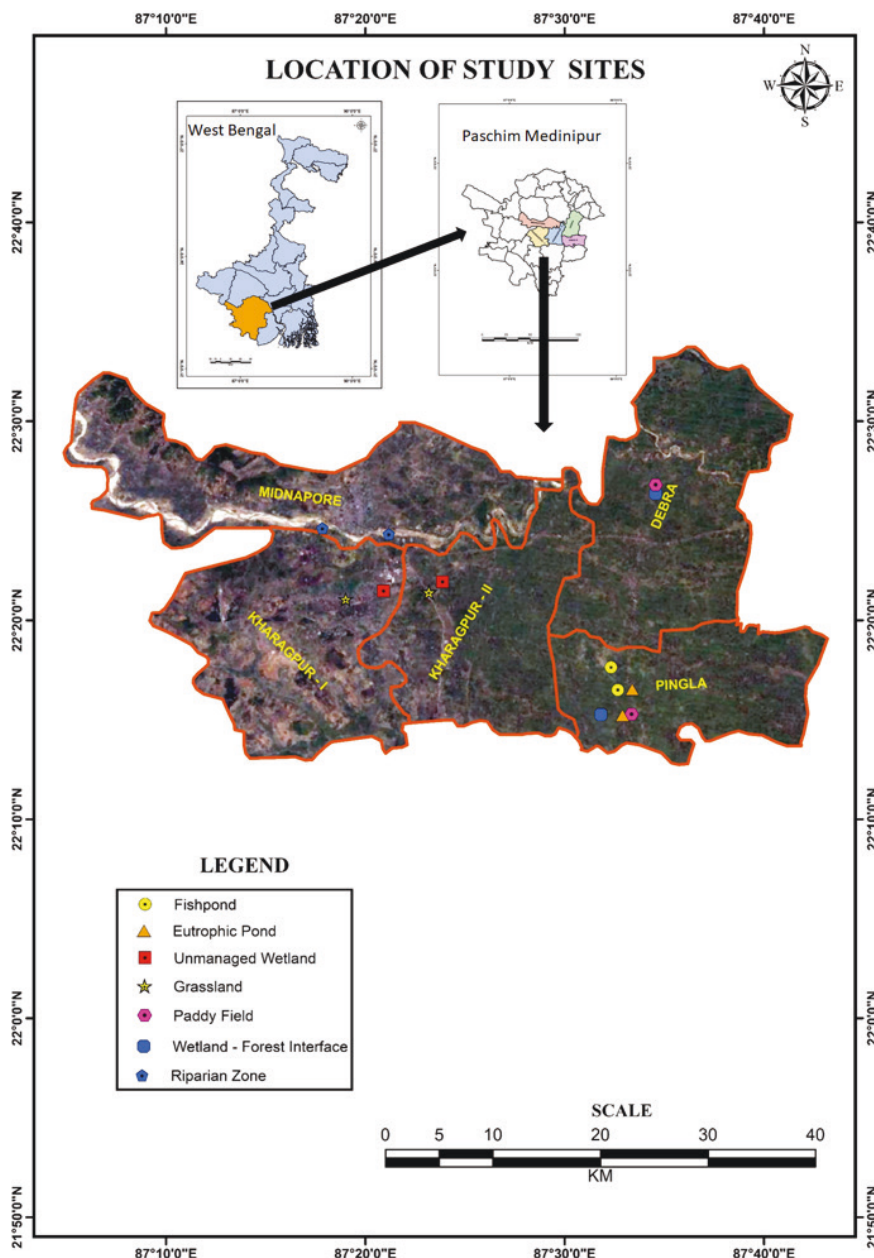 87°10'0"E 87°20'0"E 87°30'0"E 87°40'0"E
LOCATION OF STUDY SITES
N
W E
S
West Bengal
Paschim Medinipur
22°40'0"N 22°40'0"N
22°30'0"N 22°30'0"N
MIDNAPORE
DEBRA
22°20'0"N 22°20'0"N
KHARAGPUR - I
KHARAGPUR - II
PINGLA
22°10'0"N 22°10'0"N
LEGEND
Fishpond
Eutrophic Pond
Unmanaged Wetland
Grassland
Paddy Field
Wetland - Forest Interface
Riparian Zone
22°0'0"N 22°0'0"N
SCALE
0 5 10 20 30 40
KM
21°50'0"N 21°50'0"N
87°10'0"E 87°20'0"E 87°30'0"E 87°40'0"E